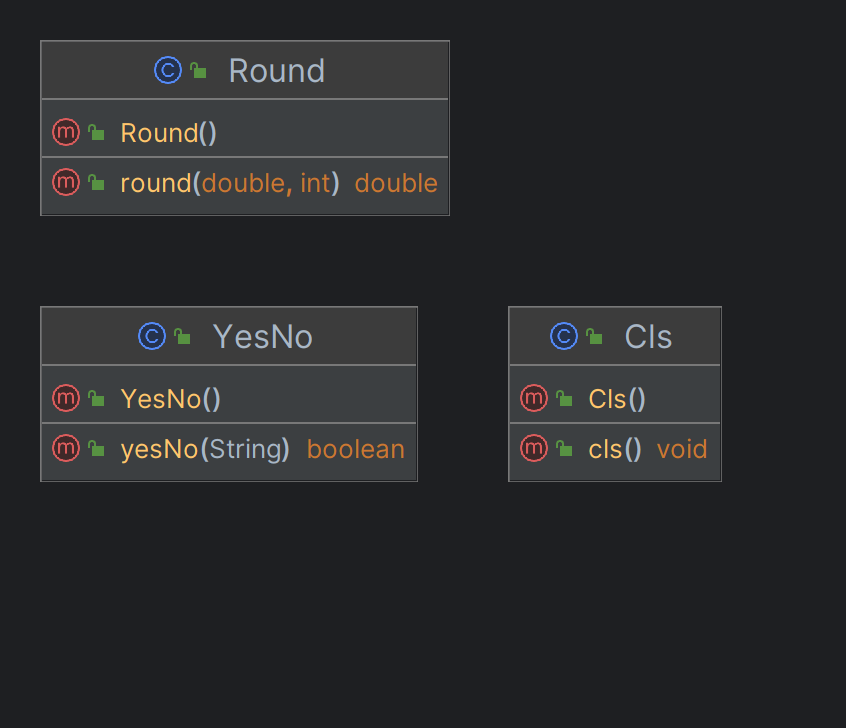 C Round
m Round()
m round(double, int) double
C YesNo
m YesNo()
m yesNo(String) boolean
C Cls
m Cls()
m cls() void